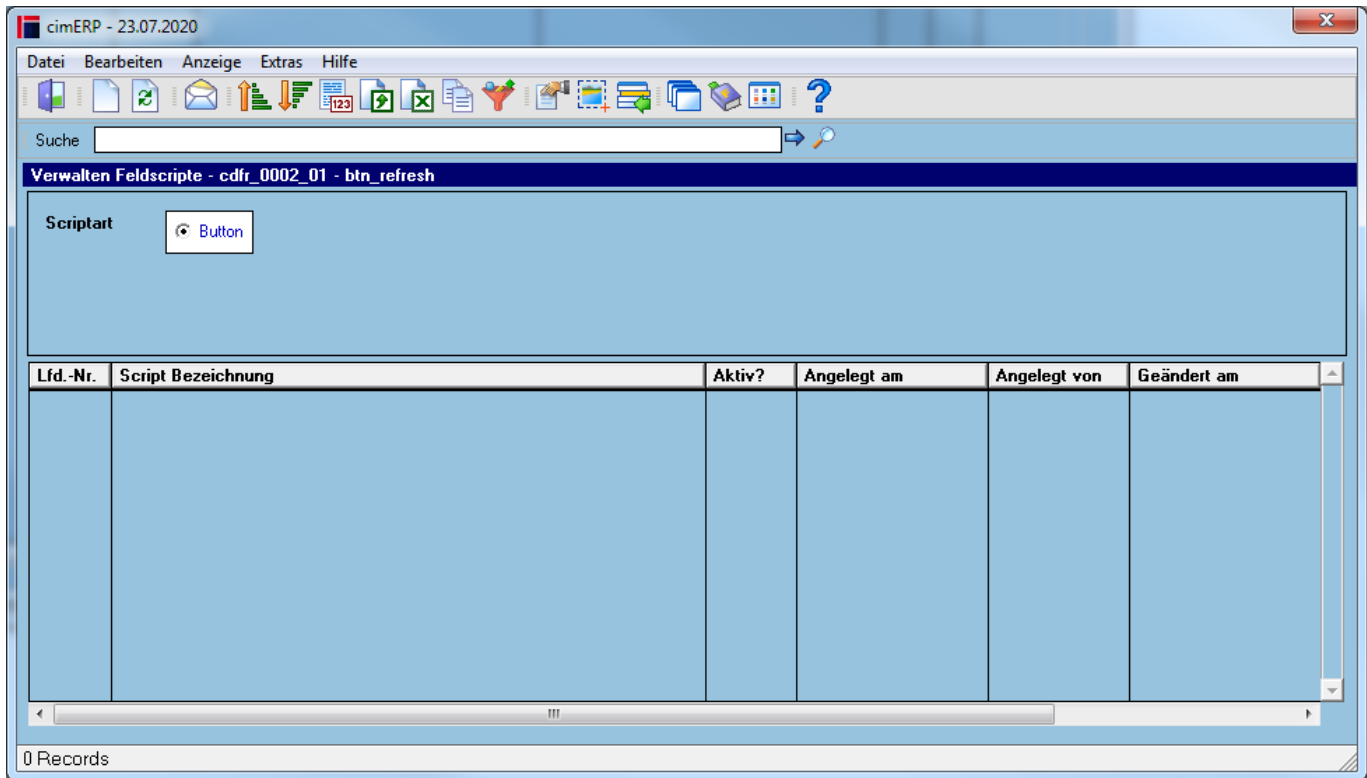 cimERP - 23.07.2020
Datei Bearbeiten Anzeige Extras Hilfe
123
Suche
Verwalten Feldscripte - cdfr_0002_01 - btn_refresh
Scriptart
Button
Lfd.-Nr. Script Bezeichnung Aktiv? Angelegt am Angelegt von Geändert am
0 Records